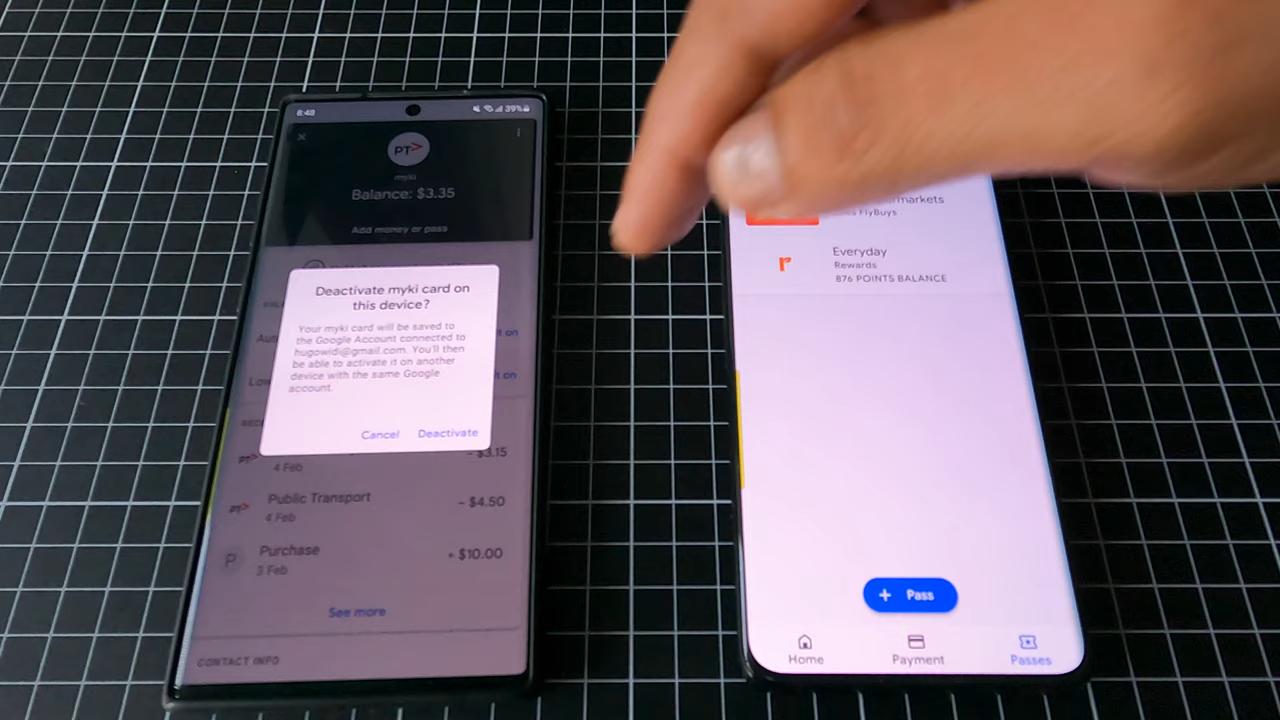 8:48
39%
PT>
myki
Balance: $3.35
Add money or pass
Deactivate myki card on
this device?
Your myki card will be saved to
the Google Account connected to
hugowidi@gmail.com. You'll then
be able to activate it on another
device with the same Google
account.
Cancel Deactivate
PT>
- $3.15
4 Feb
PT>
Public Transport
- $4.50
4 Feb
P
Purchase
+ $10.00
3 Feb
See more
CONTACT INFO
FlyBuys
r
Everyday
Rewards
876 POINTS BALANCE
+ Pass
Home Payment Passes